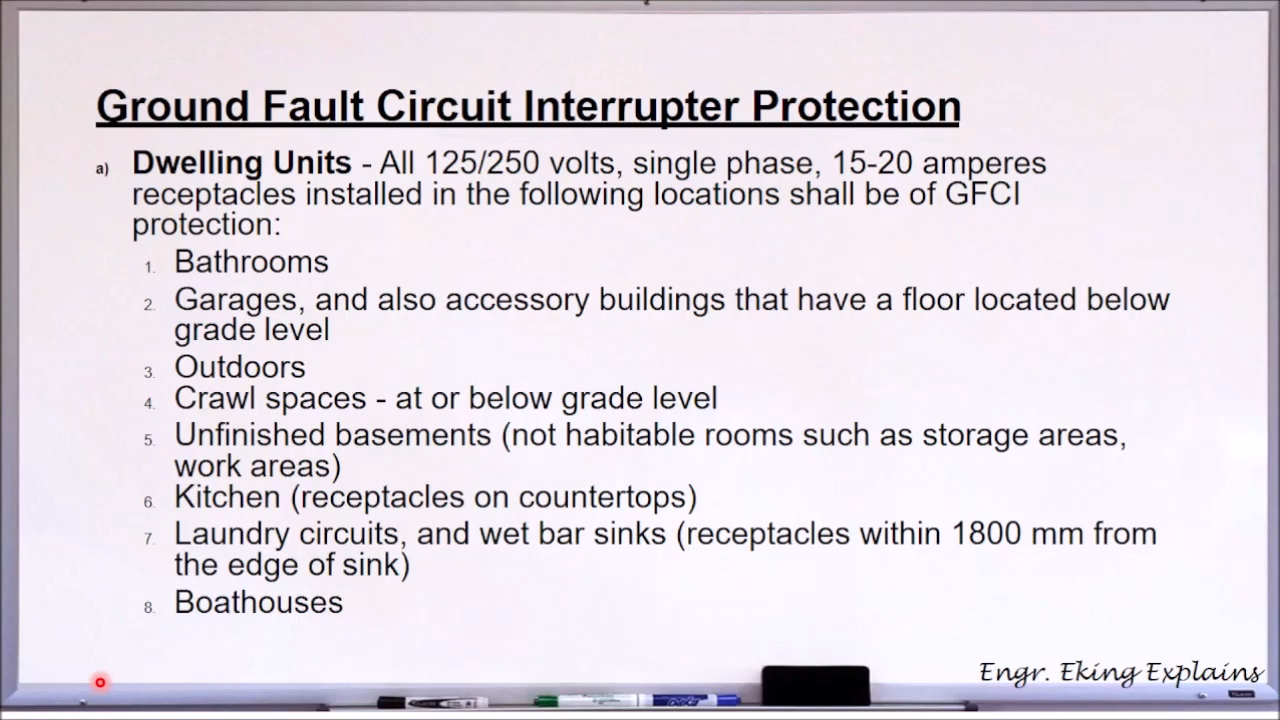 Ground Fault Circuit Interrupter Protection
a) Dwelling Units - All 125/250 volts, single phase, 15-20 amperes
receptacles installed in the following locations shall be of GFCI
protection:
1. Bathrooms
2. Garages, and also accessory buildings that have a floor located below
grade level
3. Outdoors
4. Crawl spaces - at or below grade level
5. Unfinished basements (not habitable rooms such as storage areas,
work areas)
6. Kitchen (receptacles on countertops)
7. Laundry circuits, and wet bar sinks (receptacles within 1800 mm from
the edge of sink)
8. Boathouses
Engr. Eking Explains